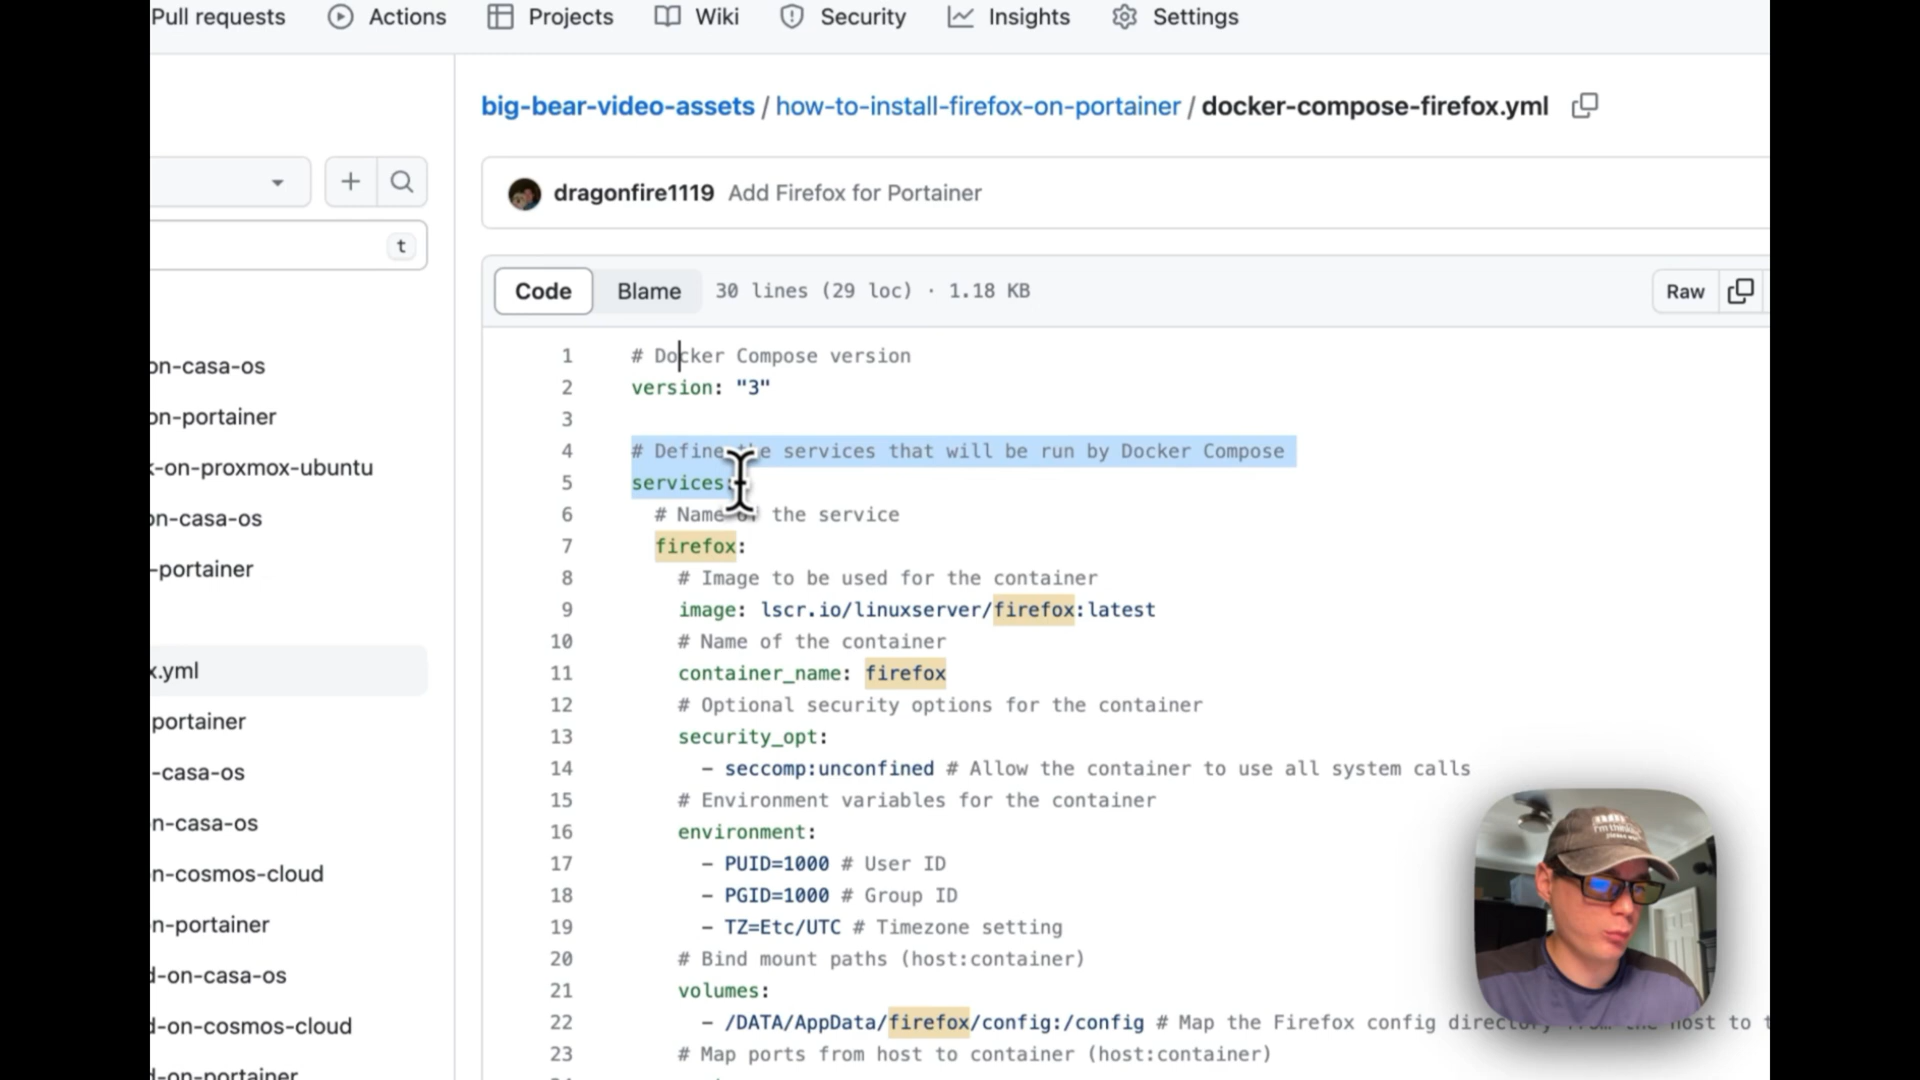 Pull requests Actions Projects Wiki Security Insights Settings
big-bear-video-assets / how-to-install-firefox-on-portainer / docker-compose-firefox.yml
t
dragonfire1119 Add Firefox for Portainer
Code Blame 30 lines (29 loc) · 1.18 KB Raw
on-casa-os
on-portainer
k-on-proxmox-ubuntu
on-casa-os
-portainer
x.yml
portainer
-casa-os
n-casa-os
n-cosmos-cloud
n-portainer
d-on-casa-os
d-on-cosmos-cloud
d-on-portainer
1 # Docker Compose version
2 version: "3"
3
4 # Define the services that will be run by Docker Compose
5 services:
6 # Name of the service
7 firefox:
8 # Image to be used for the container
9 image: lscr.io/linuxserver/firefox:latest
10 # Name of the container
11 container_name: firefox
12 # Optional security options for the container
13 security_opt:
14 - seccomp:unconfined # Allow the container to use all system calls
15 # Environment variables for the container
16 environment:
17 - PUID=1000 # User ID
18 - PGID=1000 # Group ID
19 - TZ=Etc/UTC # Timezone setting
20 # Bind mount paths (host:container)
21 volumes:
22 - /DATA/AppData/firefox/config:/config # Map the Firefox config directory from the host to t
23 # Map ports from host to container (host:container)